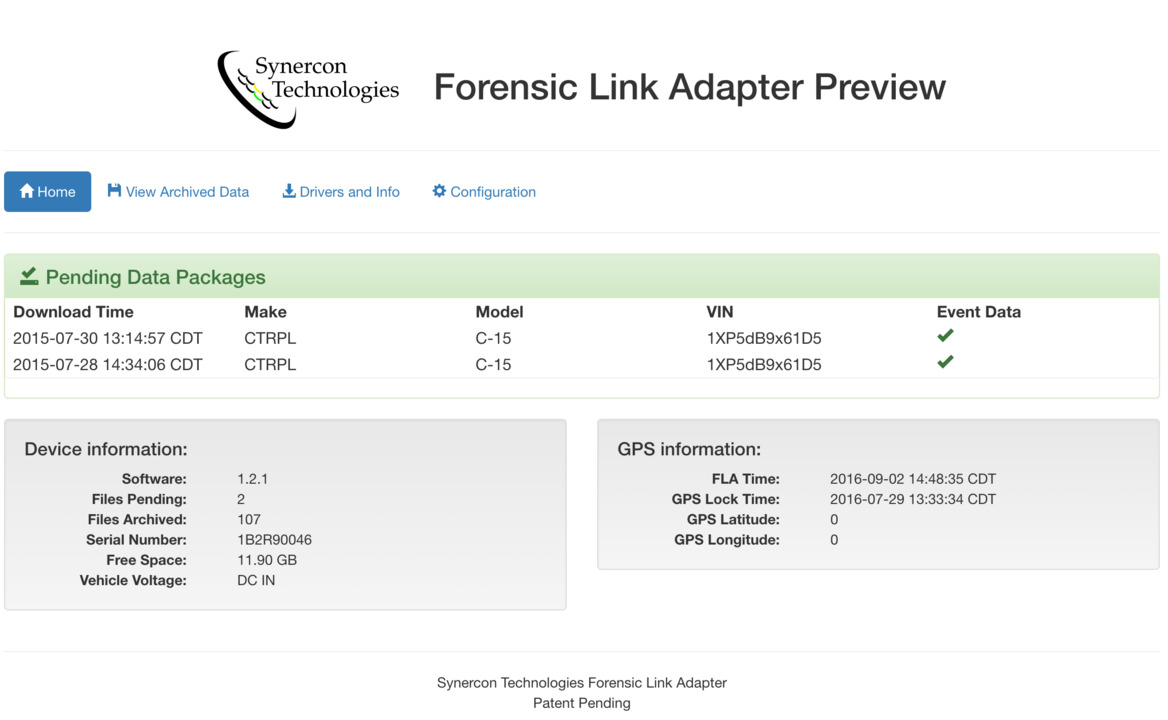 Synercon
Technologies
Forensic Link Adapter Preview
Home View Archived Data Drivers and Info Configuration
Pending Data Packages
Download Time Make Model VIN Event Data
2015-07-30 13:14:57 CDT CTRPL C-15 1XP5dB9x61D5
2015-07-28 14:34:06 CDT CTRPL C-15 1XP5dB9x61D5
Device information:
Software: 1.2.1
Files Pending: 2
Files Archived: 107
Serial Number: 1B2R90046
Free Space: 11.90 GB
Vehicle Voltage: DC IN
GPS information:
FLA Time: 2016-09-02 14:48:35 CDT
GPS Lock Time: 2016-07-29 13:33:34 CDT
GPS Latitude: 0
GPS Longitude: 0
Synercon Technologies Forensic Link Adapter
Patent Pending